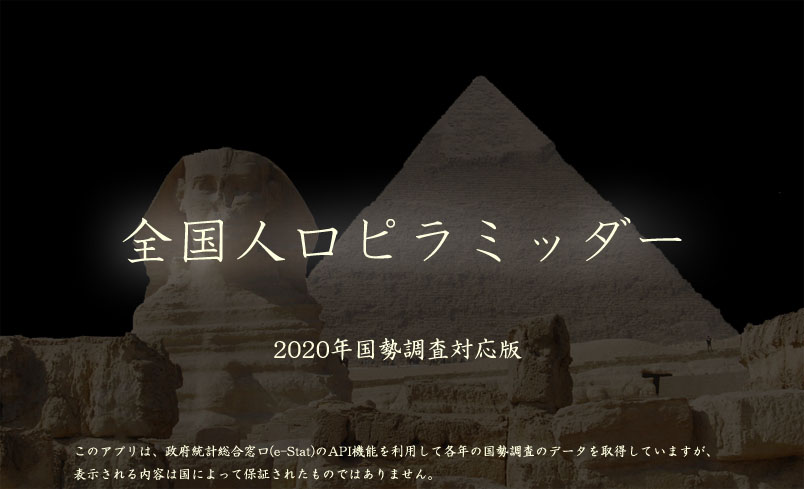 全国人口ピラミッダー
2020年国勢調査対応版
このアプリは、政府統計総合窓口(e-Stat)のAPI機能を利用して各年の国勢調査のデータを取得していますが、
表示される内容は国によって保証されたものではありません。